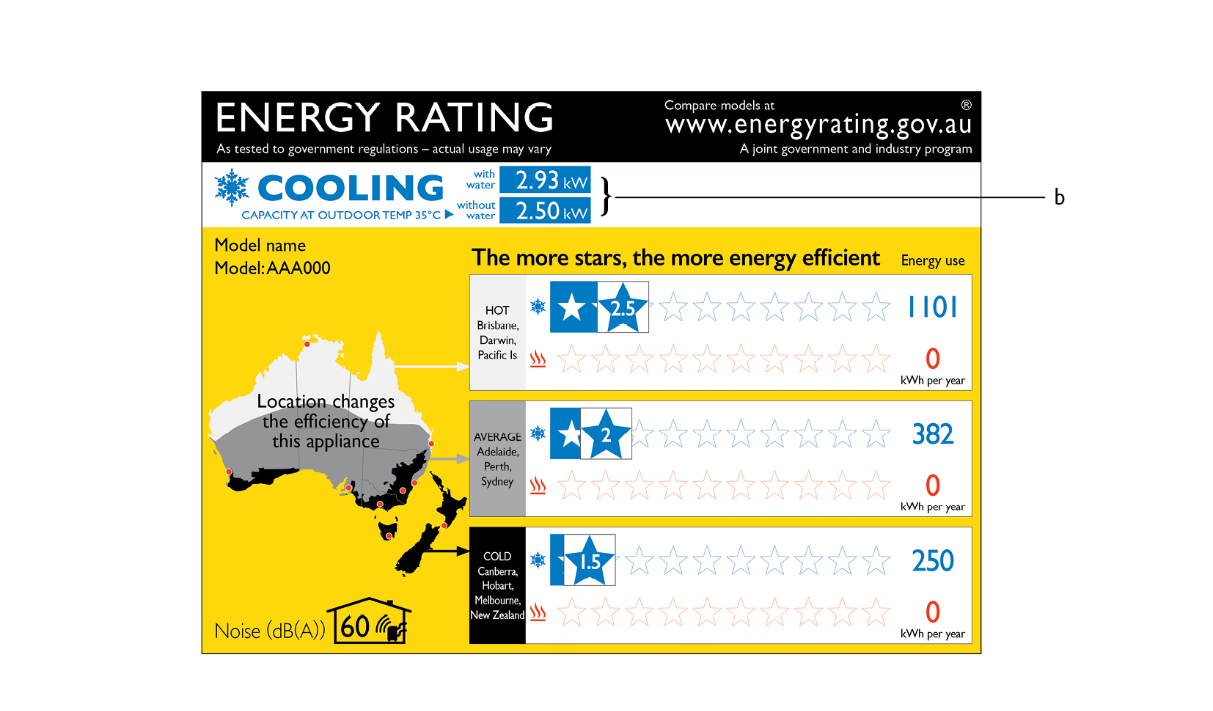 ENERGY RATING
As tested to government regulations – actual usage may vary
Compare models at
®
www.energyrating.gov.au
A joint government and industry program
COOLING
CAPACITY AT OUTDOOR TEMP 35°C
with
water
2.93 kW
without
water
2.50 kW
b
Model name
Model: AAA000
The more stars, the more energy efficient
Energy use
Location changes
the efficiency of
this appliance
HOT
Brisbane,
Darwin,
Pacific Is
2.5
1101
0
kWh per year
AVERAGE
Adelaide,
Perth,
Sydney
2
382
0
kWh per year
COLD
Canberra,
Hobart,
Melbourne,
New Zealand
1.5
250
0
kWh per year
Noise (dB(A))
60